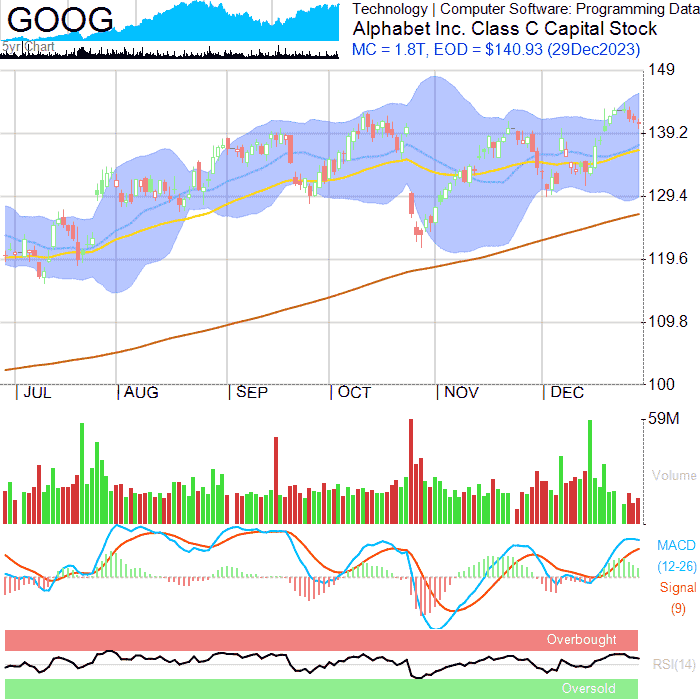 GOOG
5yr Chart
Technology | Computer Software: Programming Data
Alphabet Inc. Class C Capital Stock
MC = 1.8T, EOD = $140.93 (29Dec2023)
149
139.2
129.4
119.6
109.8
100
JUL AUG SEP OCT NOV DEC
59M
Volume
MACD
(12-26)
Signal
(9)
Overbought
RSI(14)
Oversold